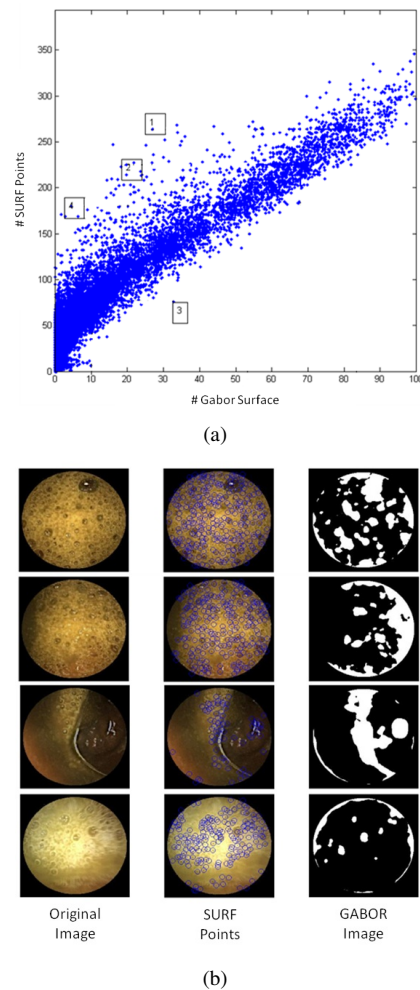 350
300
250
200
150
100
50
0
# SURF Points
1
2
4
3
0 10 20 30 40 50 60 70 80 90 100
# Gabor Surface
(a)
Original Image
SURF Points
GABOR Image
(b)